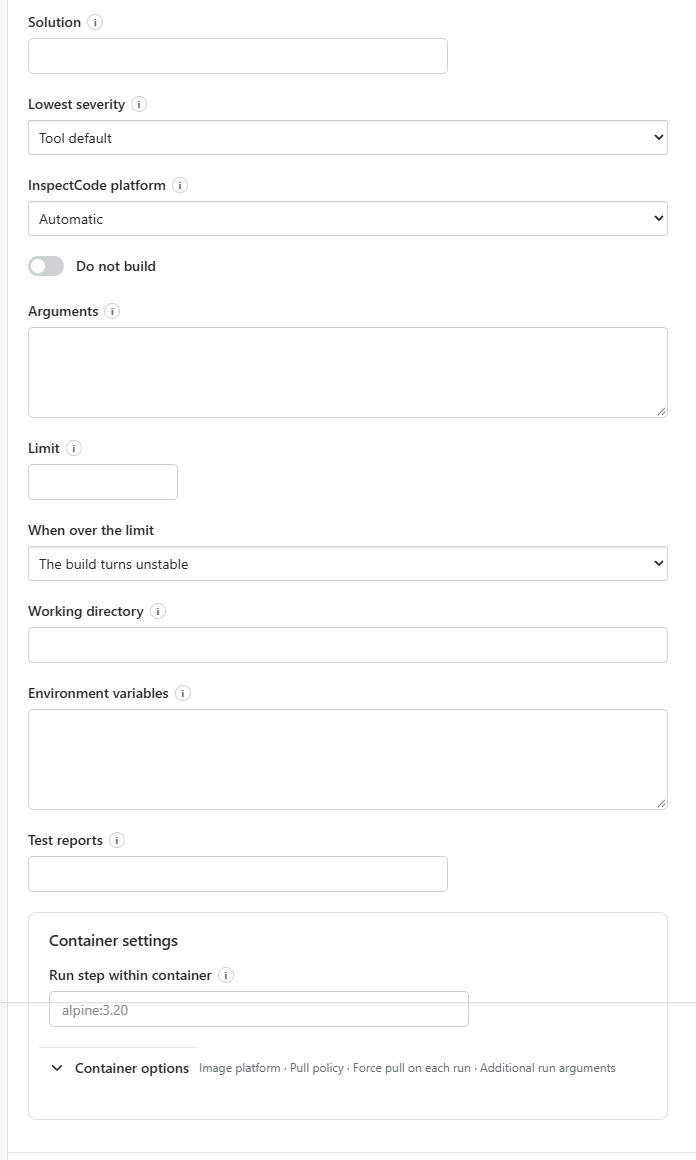 Solution i
Lowest severity i
Tool default
InspectCode platform i
Automatic
Do not build
Arguments i
Limit i
When over the limit
The build turns unstable
Working directory i
Environment variables i
Test reports i
Container settings
Run step within container i
alpine:3.20
Container options Image platform · Pull policy · Force pull on each run · Additional run arguments